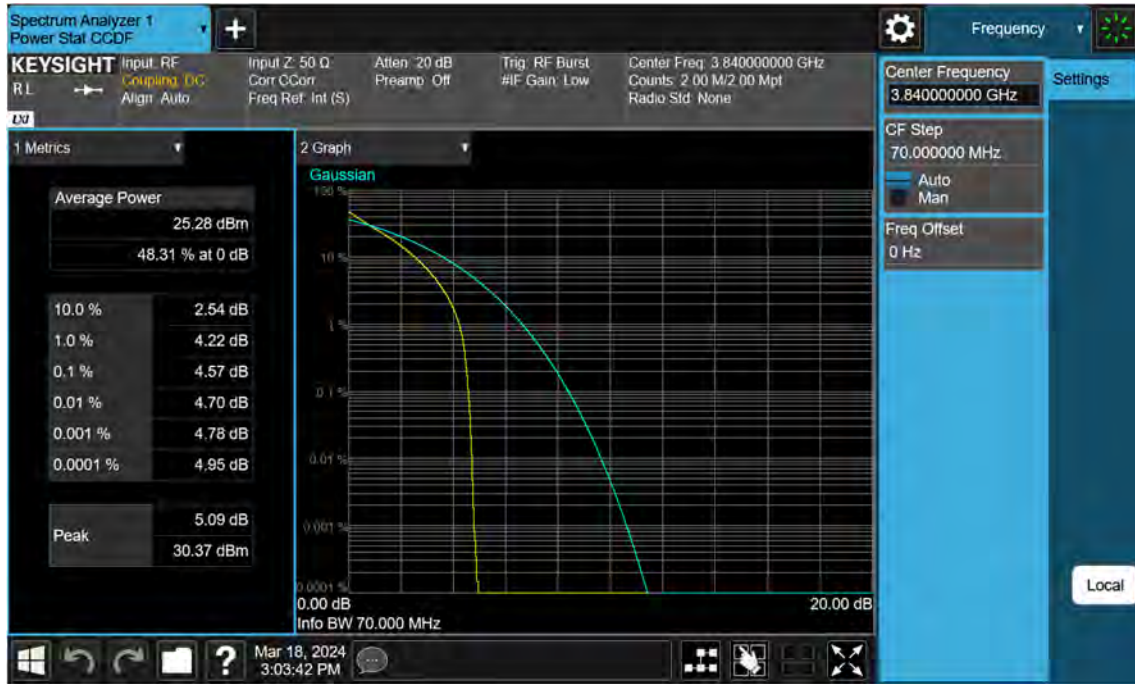 Spectrum Analyzer 1
Power Stat CCDF
Frequency
KEYSIGHT
RL
LXI
Input: RF
Coupling: DC
Align: Auto
Input Z: 50 Ω
Corr CCorr
Freq Ref: Int (S)
Atten: 20 dB
Preamp: Off
Trig: RF Burst
#IF Gain: Low
Center Freq: 3.840000000 GHz
Counts: 2.00 M/2.00 Mpt
Radio Std: None
Center Frequency
3.840000000 GHz
Settings
CF Step
70.000000 MHz
Auto
Man
Freq Offset
0 Hz
1 Metrics
Average Power
25.28 dBm
48.31 % at 0 dB
10.0 % 2.54 dB
1.0 % 4.22 dB
0.1 % 4.57 dB
0.01 % 4.70 dB
0.001 % 4.78 dB
0.0001 % 4.95 dB
Peak
5.09 dB
30.37 dBm
2 Graph
Gaussian
100 %
10 %
1 %
0.1 %
0.01 %
0.001 %
0.0001 %
0.00 dB 20.00 dB
Info BW 70.000 MHz
Local
?
Mar 18, 2024
3:03:42 PM